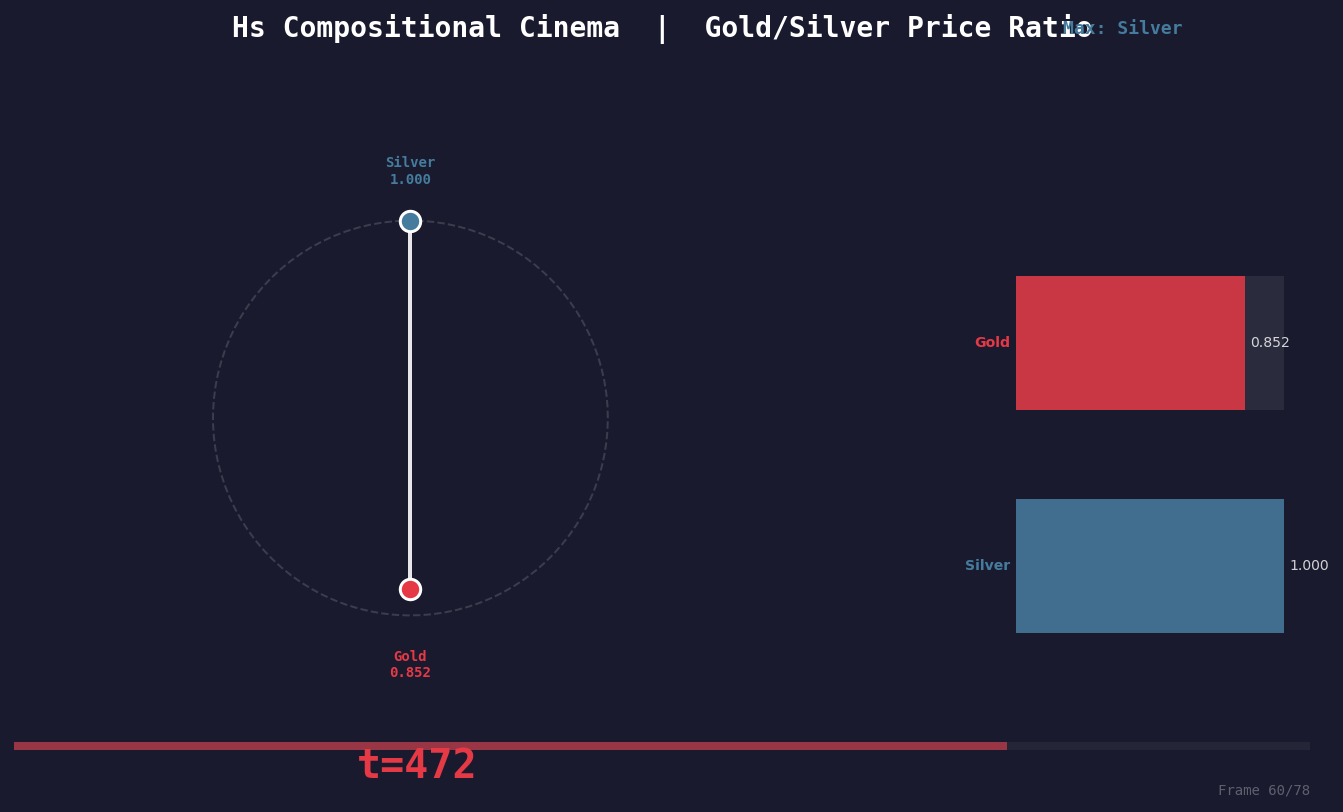 Hs Compositional Cinema | Gold/Silver Price Ratio
Max: Silver
Silver
1.000
Gold
0.852
Silver
1.000
Gold
0.852
t=472
Frame 60/78